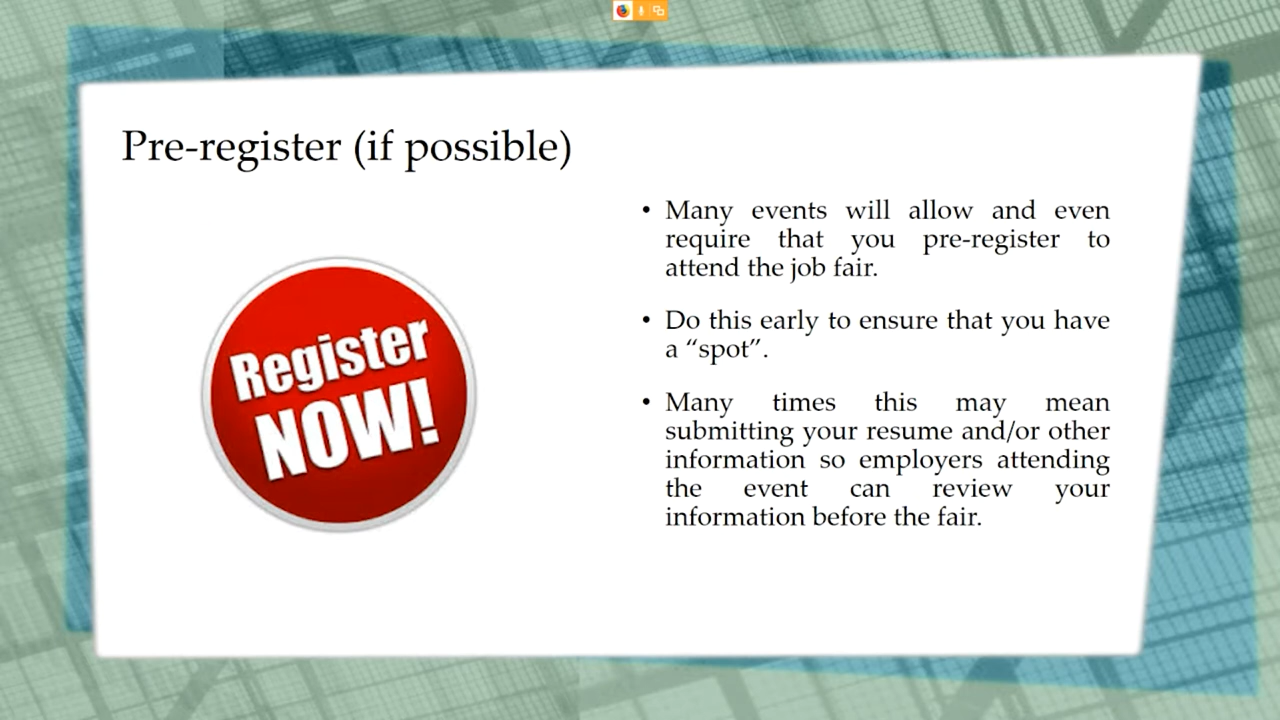 Pre-register (if possible)
Register
NOW!
• Many events will allow and even
require that you pre-register to
attend the job fair.
• Do this early to ensure that you have
a “spot”.
• Many times this may mean
submitting your resume and/or other
information so employers attending
the event can review your
information before the fair.